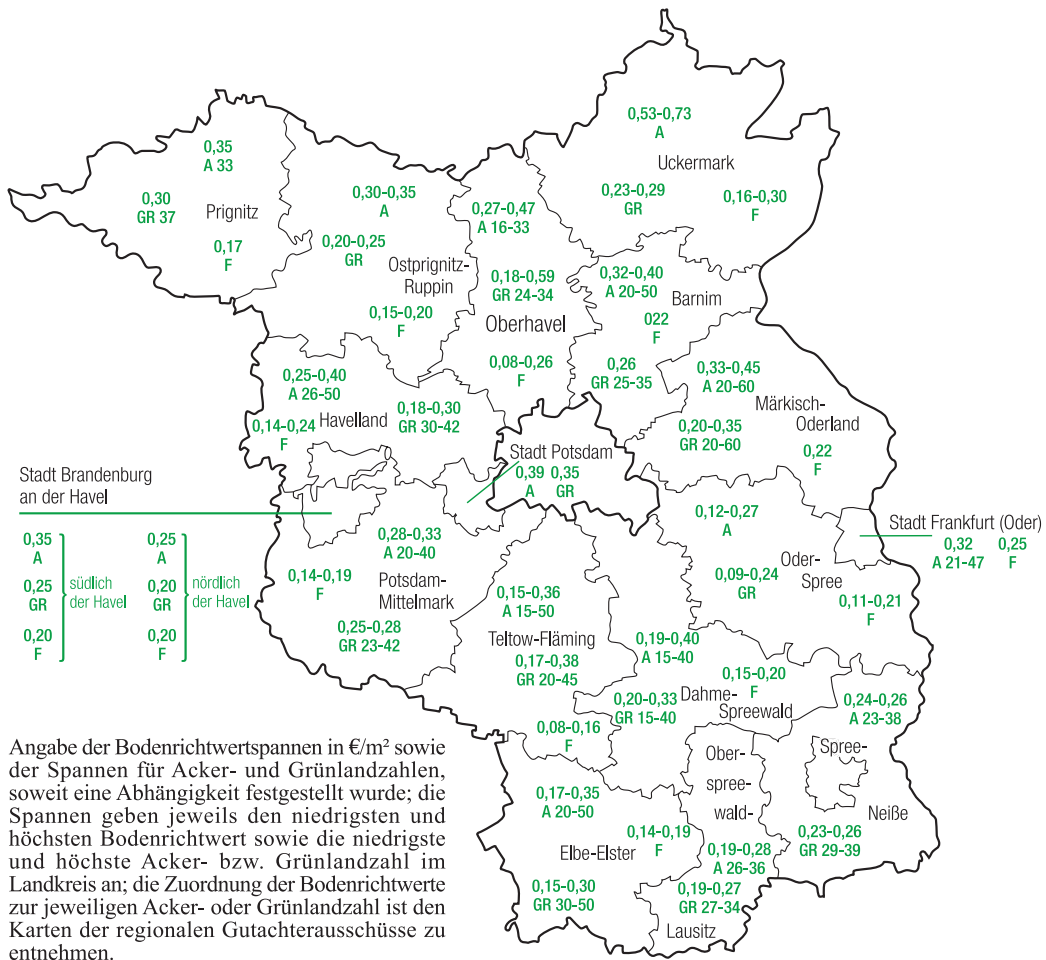 0,53-0,73
A
Uckermark
0,23-0,29
GR
0,16-0,30
F
0,35
A 33
0,30
GR 37
Prignitz
0,17
F
0,30-0,35
A
0,20-0,25
GR
Ostprignitz-
Ruppin
0,15-0,20
F
0,27-0,47
A 16-33
0,18-0,59
GR 24-34
Oberhavel
0,08-0,26
F
0,32-0,40
A 20-50
Barnim
022
F
0,26
GR 25-35
0,33-0,45
A 20-60
Märkisch-
Oderland
0,20-0,35
GR 20-60
0,22
F
0,25-0,40
A 26-50
0,18-0,30
GR 30-42
Havelland
0,14-0,24
F
Stadt Potsdam
0,39 0,35
A GR
Stadt Brandenburg
an der Havel
0,35
A
0,25
GR
0,20
F
südlich
der Havel
0,25
A
0,20
GR
0,20
F
nördlich
der Havel
0,28-0,33
A 20-40
0,14-0,19
F
Potsdam-
Mittelmark
0,25-0,28
GR 23-42
0,12-0,27
A
Oder-
Spree
0,09-0,24
GR
0,11-0,21
F
Stadt Frankfurt (Oder)
0,32 0,25
A 21-47 F
0,15-0,36
A 15-50
Teltow-Fläming
0,17-0,38
GR 20-45
0,08-0,16
F
0,19-0,40
A 15-40
0,15-0,20
F
0,20-0,33
GR 15-40
Dahme-
Spreewald
0,24-0,26
A 23-38
Spree-
Neiße
0,23-0,26
GR 29-39
Ober-
spree-
wald-
0,19-0,28
A 26-36
0,19-0,27
GR 27-34
Lausitz
0,17-0,35
A 20-50
0,14-0,19
F
Elbe-Elster
0,15-0,30
GR 30-50
Angabe der Bodenrichtwertspannen in €/m² sowie
der Spannen für Acker- und Grünlandzahlen,
soweit eine Abhängigkeit festgestellt wurde; die
Spannen geben jeweils den niedrigsten und
höchsten Bodenrichtwert sowie die niedrigste
und höchste Acker- bzw. Grünlandzahl im
Landkreis an; die Zuordnung der Bodenrichtwerte
zur jeweiligen Acker- oder Grünlandzahl ist den
Karten der regionalen Gutachterausschüsse zu
entnehmen.